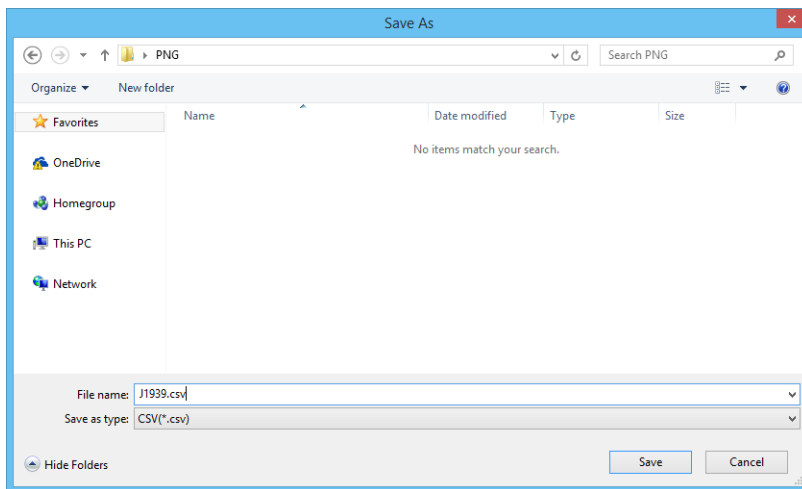 Save As
PNG
Search PNG
Organize New folder
Name Date modified Type Size
Favorites
No items match your search.
OneDrive
Homegroup
This PC
Network
File name: J1939.csv
Save as type: CSV(*.csv)
Hide Folders Save Cancel